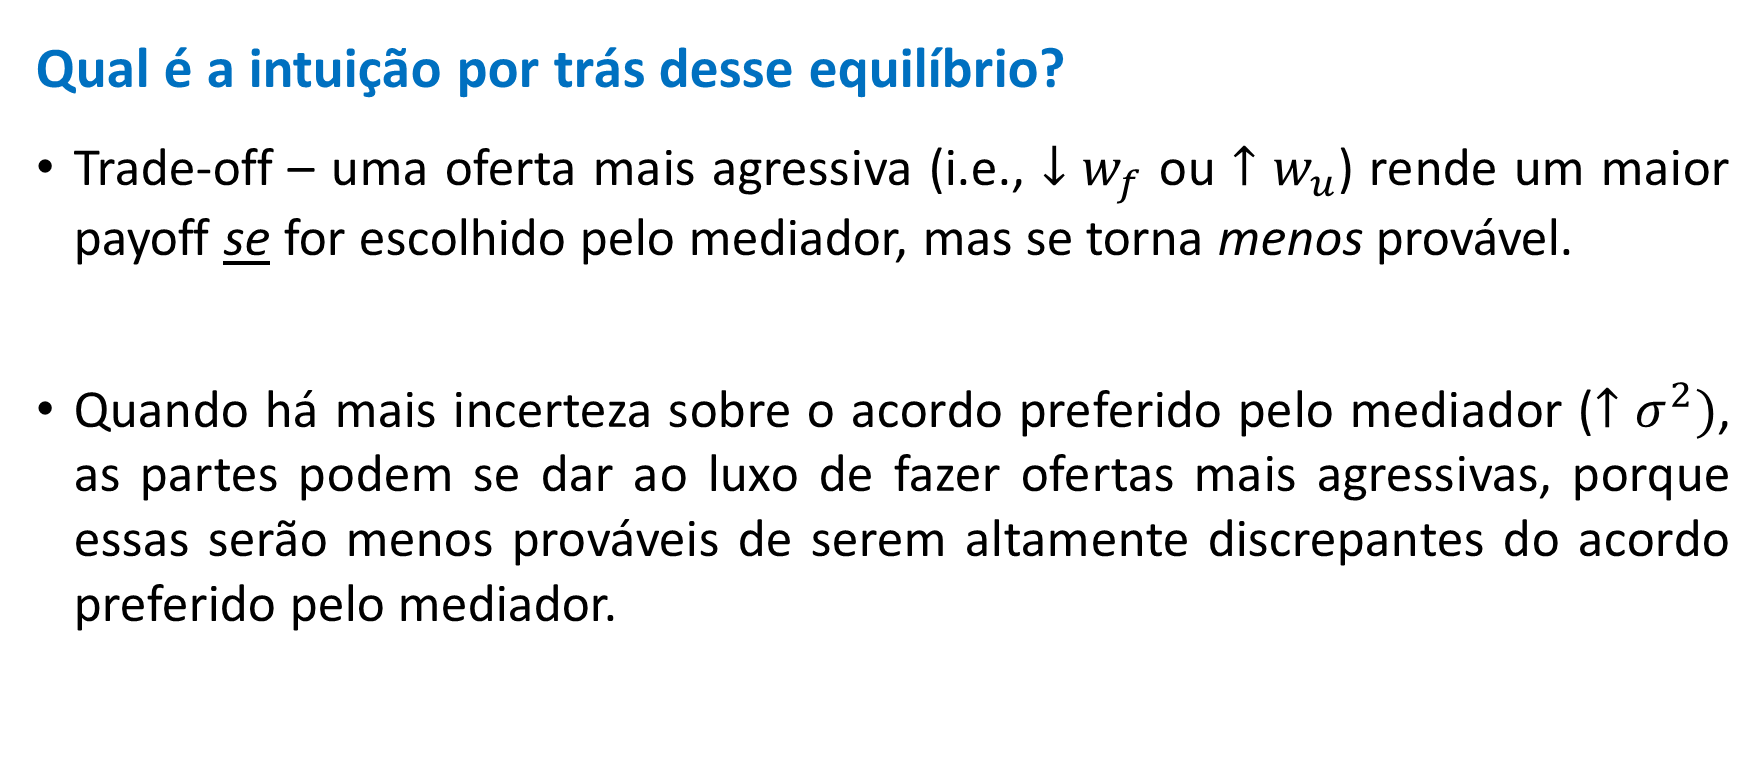 Qual é a intuição por trás desse equilíbrio?
• Trade-off – uma oferta mais agressiva (i.e., ↓ w_f ou ↑ w_u) rende um maior
payoff se for escolhido pelo mediador, mas se torna menos provável.
• Quando há mais incerteza sobre o acordo preferido pelo mediador (↑ σ²),
as partes podem se dar ao luxo de fazer ofertas mais agressivas, porque
essas serão menos prováveis de serem altamente discrepantes do acordo
preferido pelo mediador.